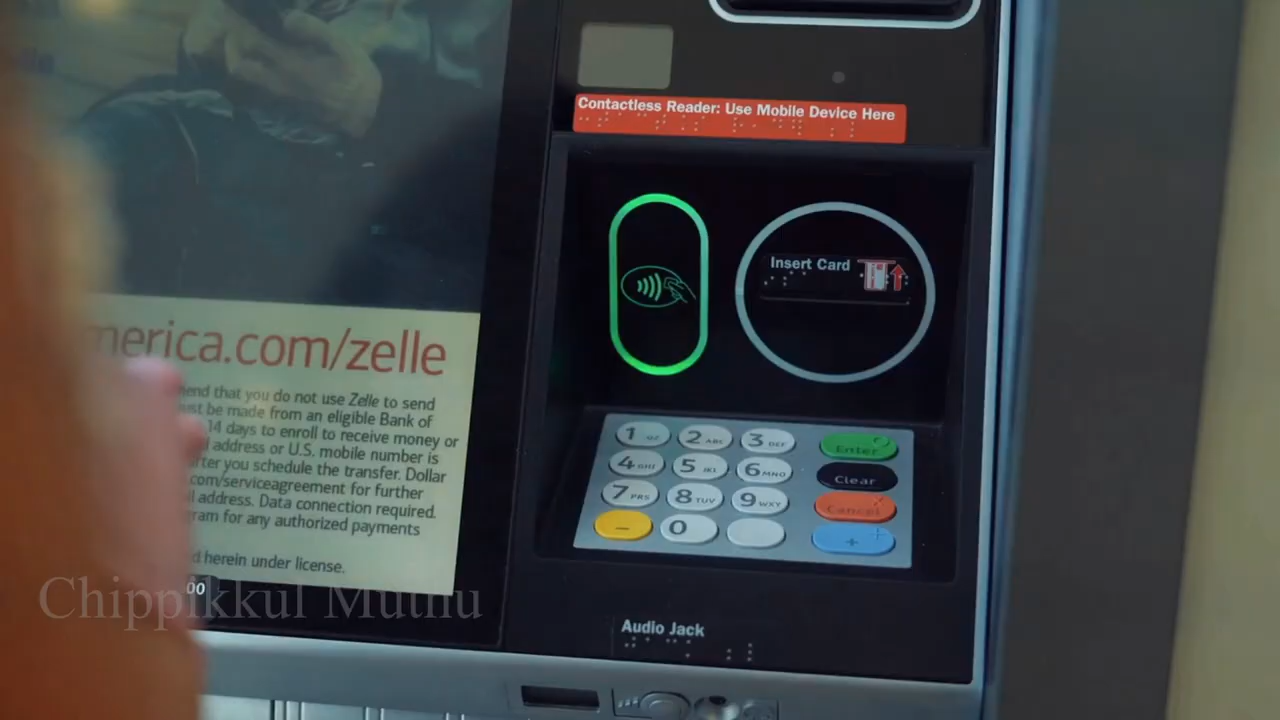 Contactless Reader: Use Mobile Device Here
Insert Card
merica.com/zelle
end that you do not use Zelle to send
ust be made from an eligible Bank of
14 days to enroll to receive money or
l address or U.S. mobile number is
rter you schedule the transfer. Dollar
.com/serviceagreement for further
il address. Data connection required.
ram for any authorized payments
d herein under license.
1 QZ 2 ABC 3 DEF Enter
4 GHI 5 JKL 6 MNO Clear
7 PRS 8 TUV 9 WXY Cancel
- 0 +
00
Chippikkul Muthu
Audio Jack